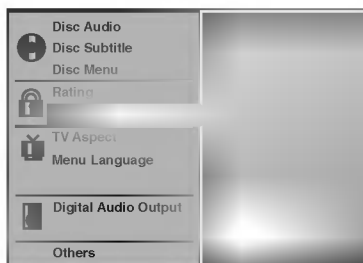 Disc Audio
Disc Subtitle
Disc Menu
Rating
TV Aspect
Menu Language
Digital Audio Output
Others